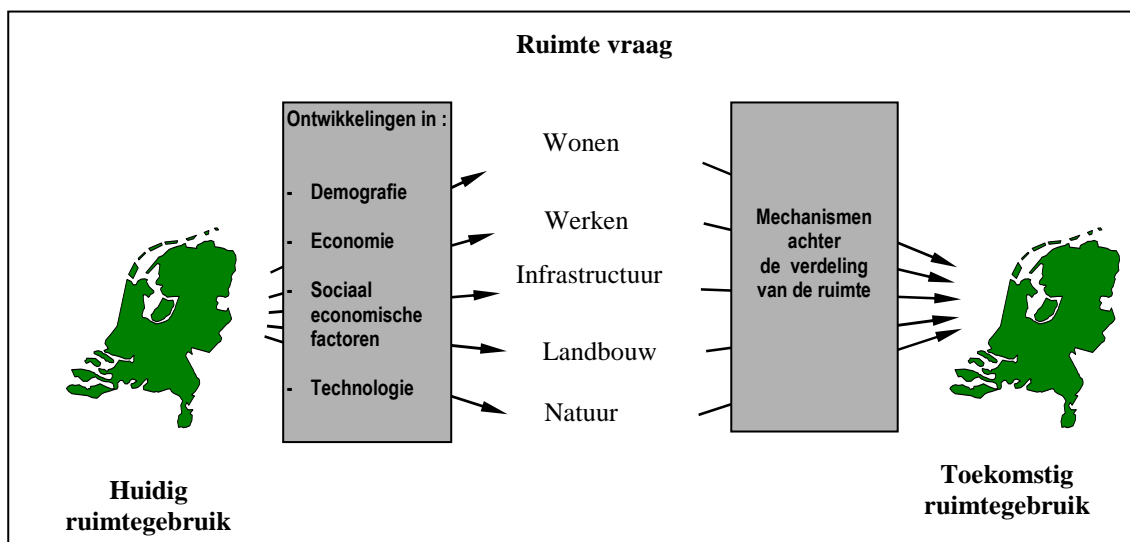 Ruimte vraag
Ontwikkelingen in :
- Demografie
- Economie
- Sociaal
economische
factoren
- Technologie
Wonen
Werken
Infrastructuur
Landbouw
Natuur
Mechanismen
achter
de verdeling
van de ruimte
Huidig
ruimtegebruik
Toekomstig
ruimtegebruik